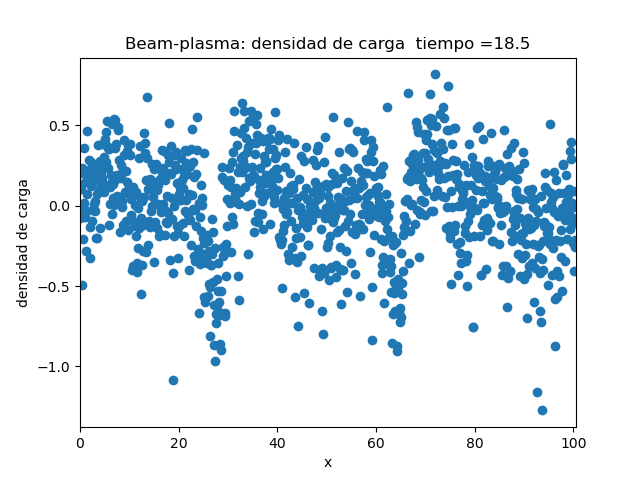 Beam-plasma: densidad de carga  tiempo =18.5
densidad de carga
0.5
0.0
−0.5
−1.0
0 20 40 60 80 100
x